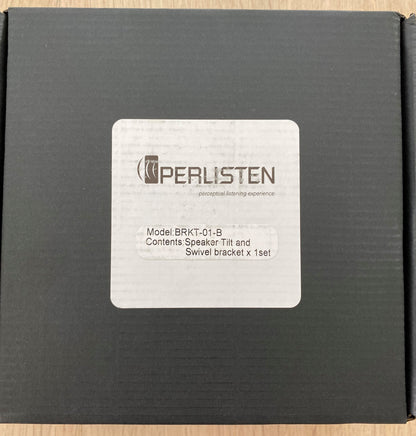 PERLISTEN
perceptual listening experience
Model:BRKT-01-B
Contents:Speaker Tilt and
Swivel bracket x 1set